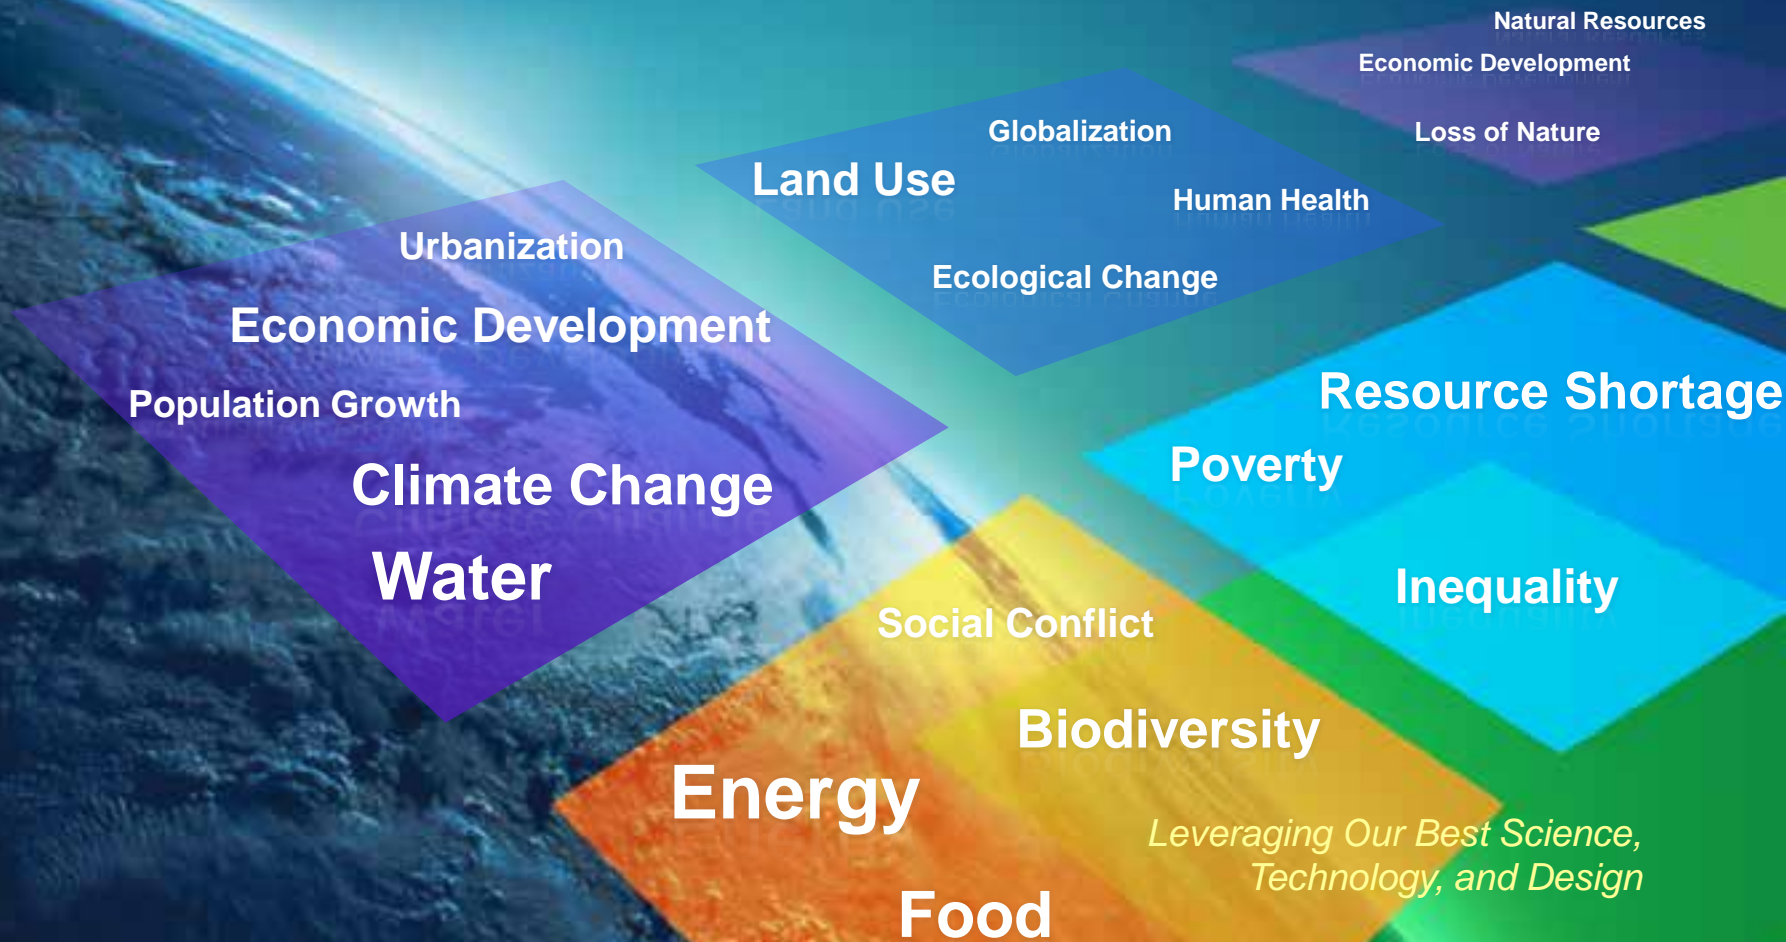 Natural Resources
Economic Development
Loss of Nature
Globalization
Land Use
Human Health
Ecological Change
Urbanization
Economic Development
Population Growth
Climate Change
Water
Resource Shortage
Poverty
Inequality
Social Conflict
Biodiversity
Energy
Food
Leveraging Our Best Science,
Technology, and Design